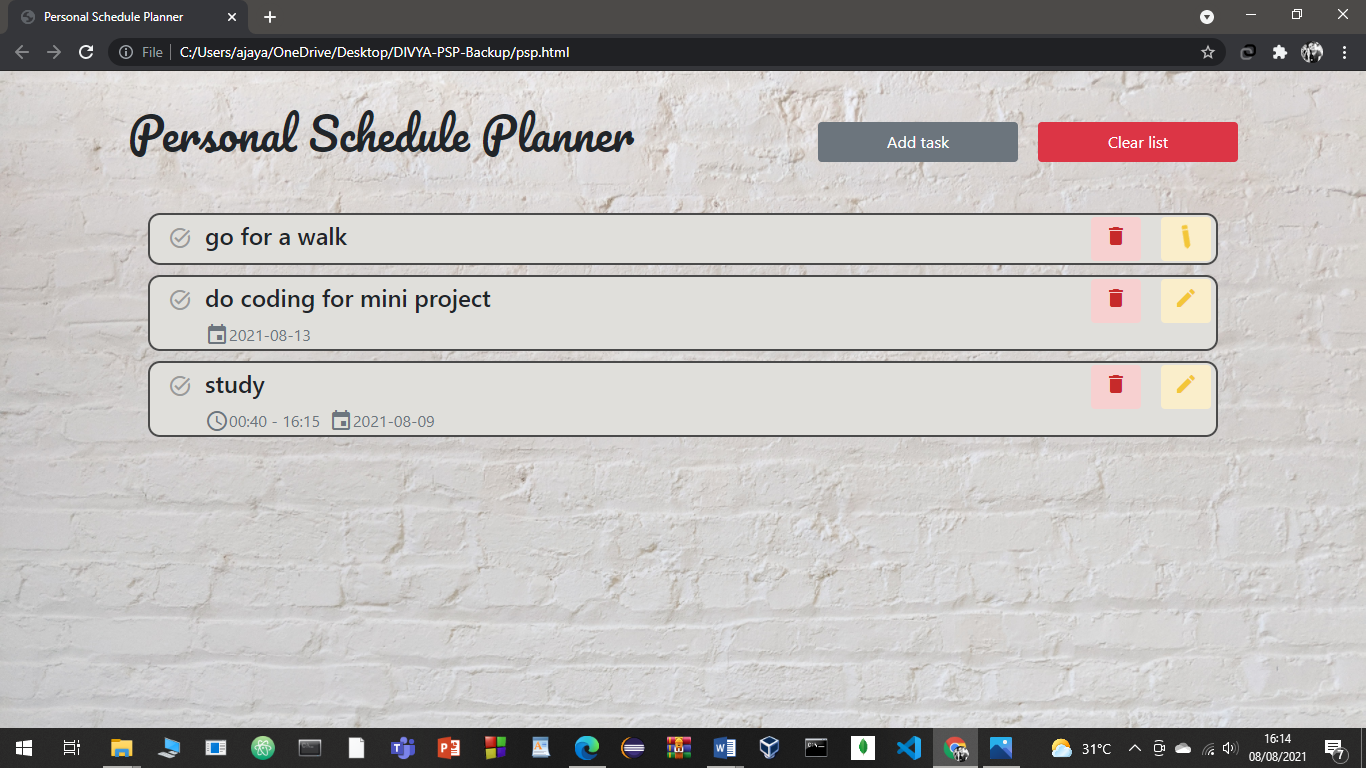 Personal Schedule Planner
File
C:/Users/ajaya/OneDrive/Desktop/DIVYA-PSP-Backup/psp.html
Personal Schedule Planner
Add task
Clear list
go for a walk
do coding for mini project
2021-08-13
study
00:40 - 16:15 2021-08-09
31°C
16:14
08/08/2021
7